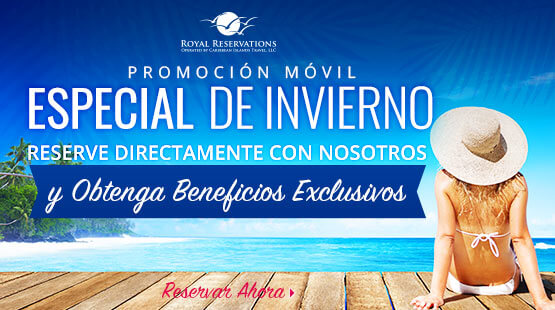 ROYAL RESERVATIONS
OPERATED BY CARIBBEAN ISLANDS TRAVEL, LLC
PROMOCIÓN MÓVIL
ESPECIAL DE INVIERNO
RESERVE DIRECTAMENTE CON NOSOTROS
y Obtenga Beneficios Exclusivos
Reservar Ahora